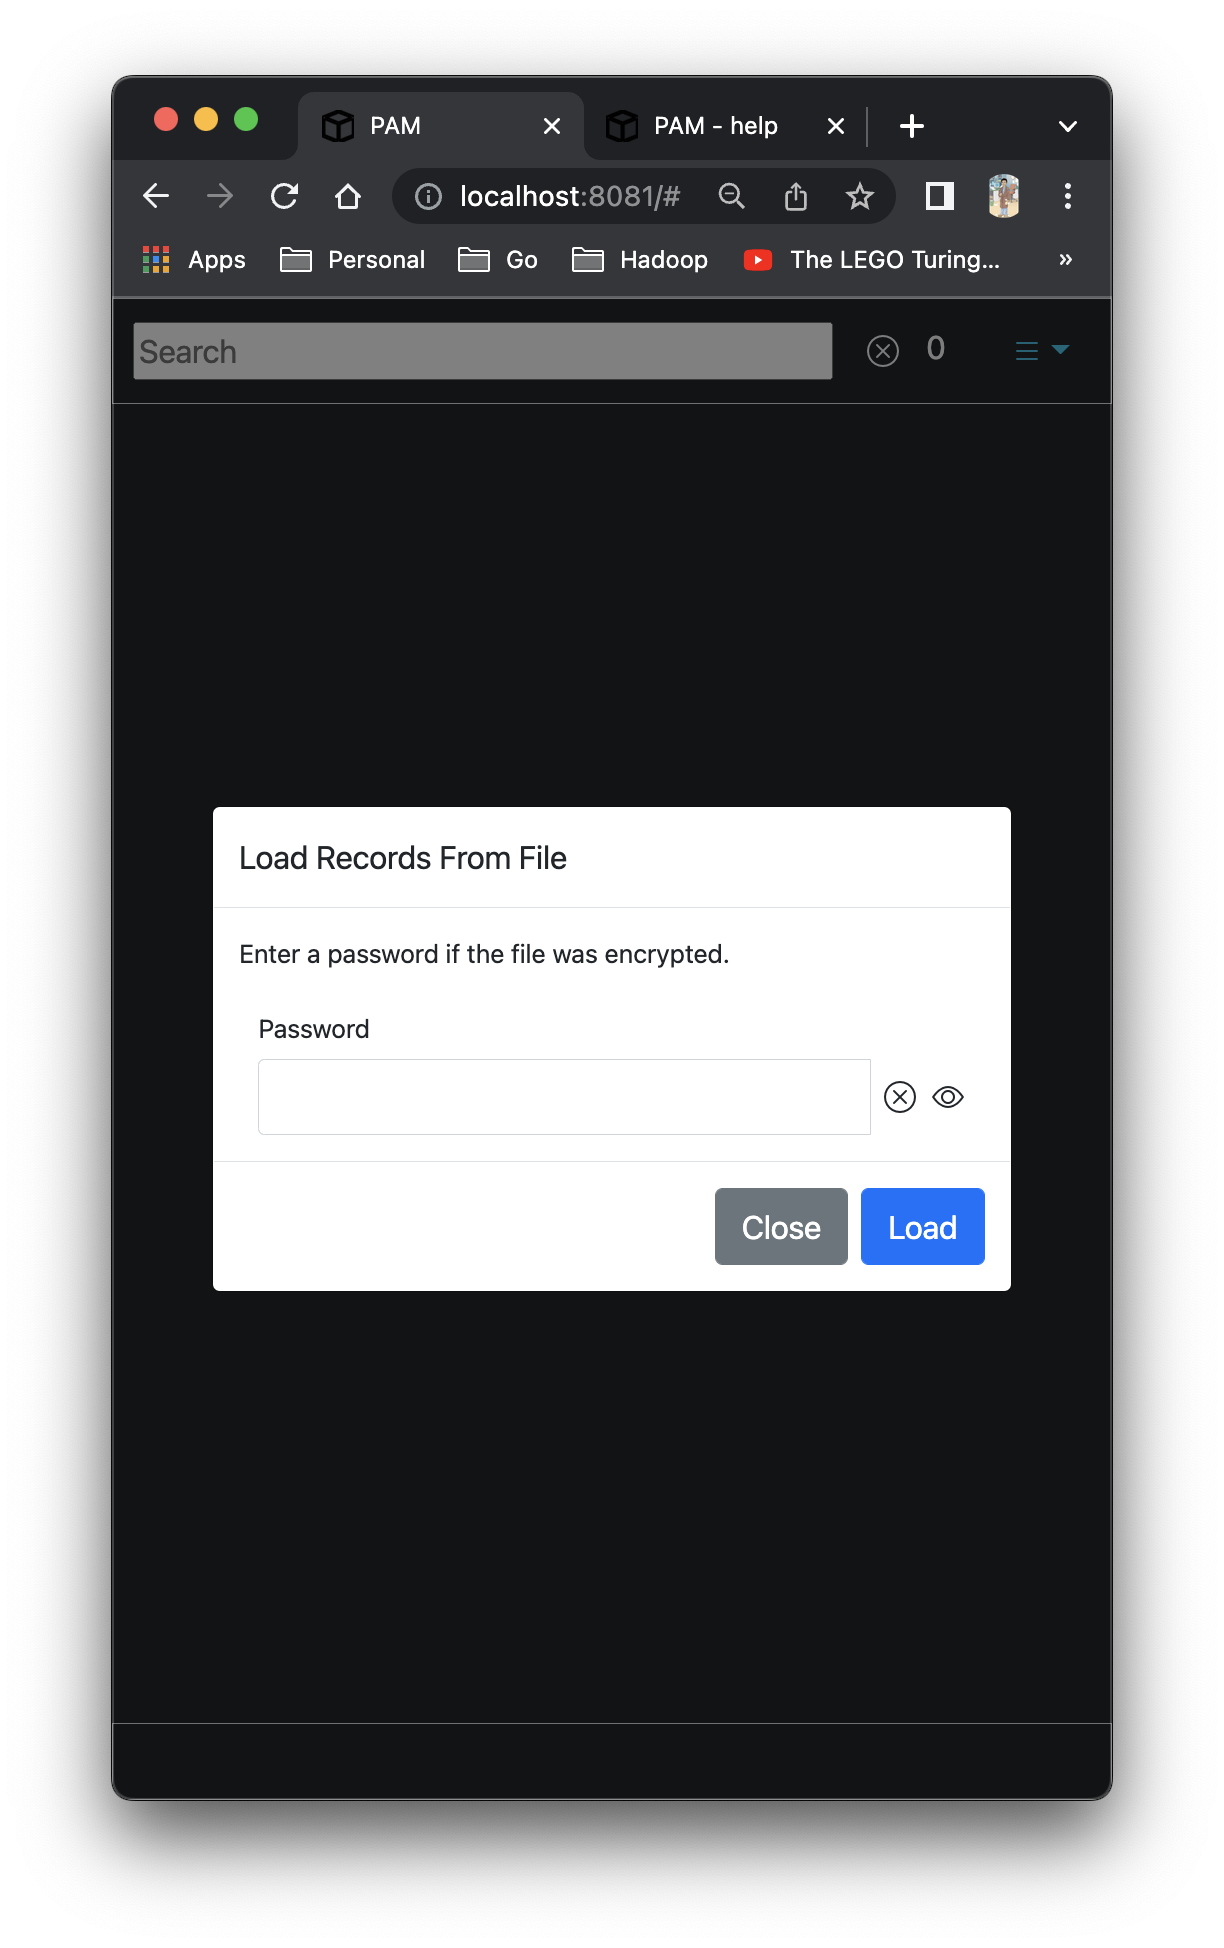 PAM
PAM - help
localhost:8081/#
Apps
Personal
Go
Hadoop
The LEGO Turing...
»
Search
0
Load Records From File
Enter a password if the file was encrypted.
Password
Close
Load